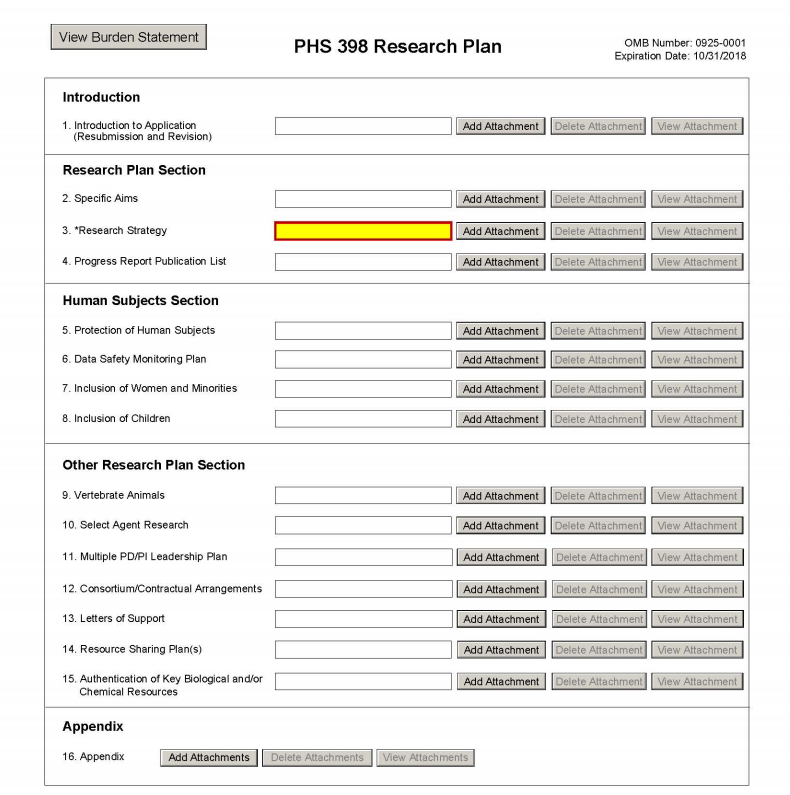 View Burden Statement
PHS 398 Research Plan
OMB Number: 0925-0001
Expiration Date: 10/31/2018
Introduction
1. Introduction to Application
(Resubmission and Revision)
Add Attachment Delete Attachment View Attachment
Research Plan Section
2. Specific Aims Add Attachment Delete Attachment View Attachment
3. *Research Strategy Add Attachment Delete Attachment View Attachment
4. Progress Report Publication List Add Attachment Delete Attachment View Attachment
Human Subjects Section
5. Protection of Human Subjects Add Attachment Delete Attachment View Attachment
6. Data Safety Monitoring Plan Add Attachment Delete Attachment View Attachment
7. Inclusion of Women and Minorities Add Attachment Delete Attachment View Attachment
8. Inclusion of Children Add Attachment Delete Attachment View Attachment
Other Research Plan Section
9. Vertebrate Animals Add Attachment Delete Attachment View Attachment
10. Select Agent Research Add Attachment Delete Attachment View Attachment
11. Multiple PD/PI Leadership Plan Add Attachment Delete Attachment View Attachment
12. Consortium/Contractual Arrangements Add Attachment Delete Attachment View Attachment
13. Letters of Support Add Attachment Delete Attachment View Attachment
14. Resource Sharing Plan(s) Add Attachment Delete Attachment View Attachment
15. Authentication of Key Biological and/or
Chemical Resources
Add Attachment Delete Attachment View Attachment
Appendix
16. Appendix Add Attachments Delete Attachments View Attachments